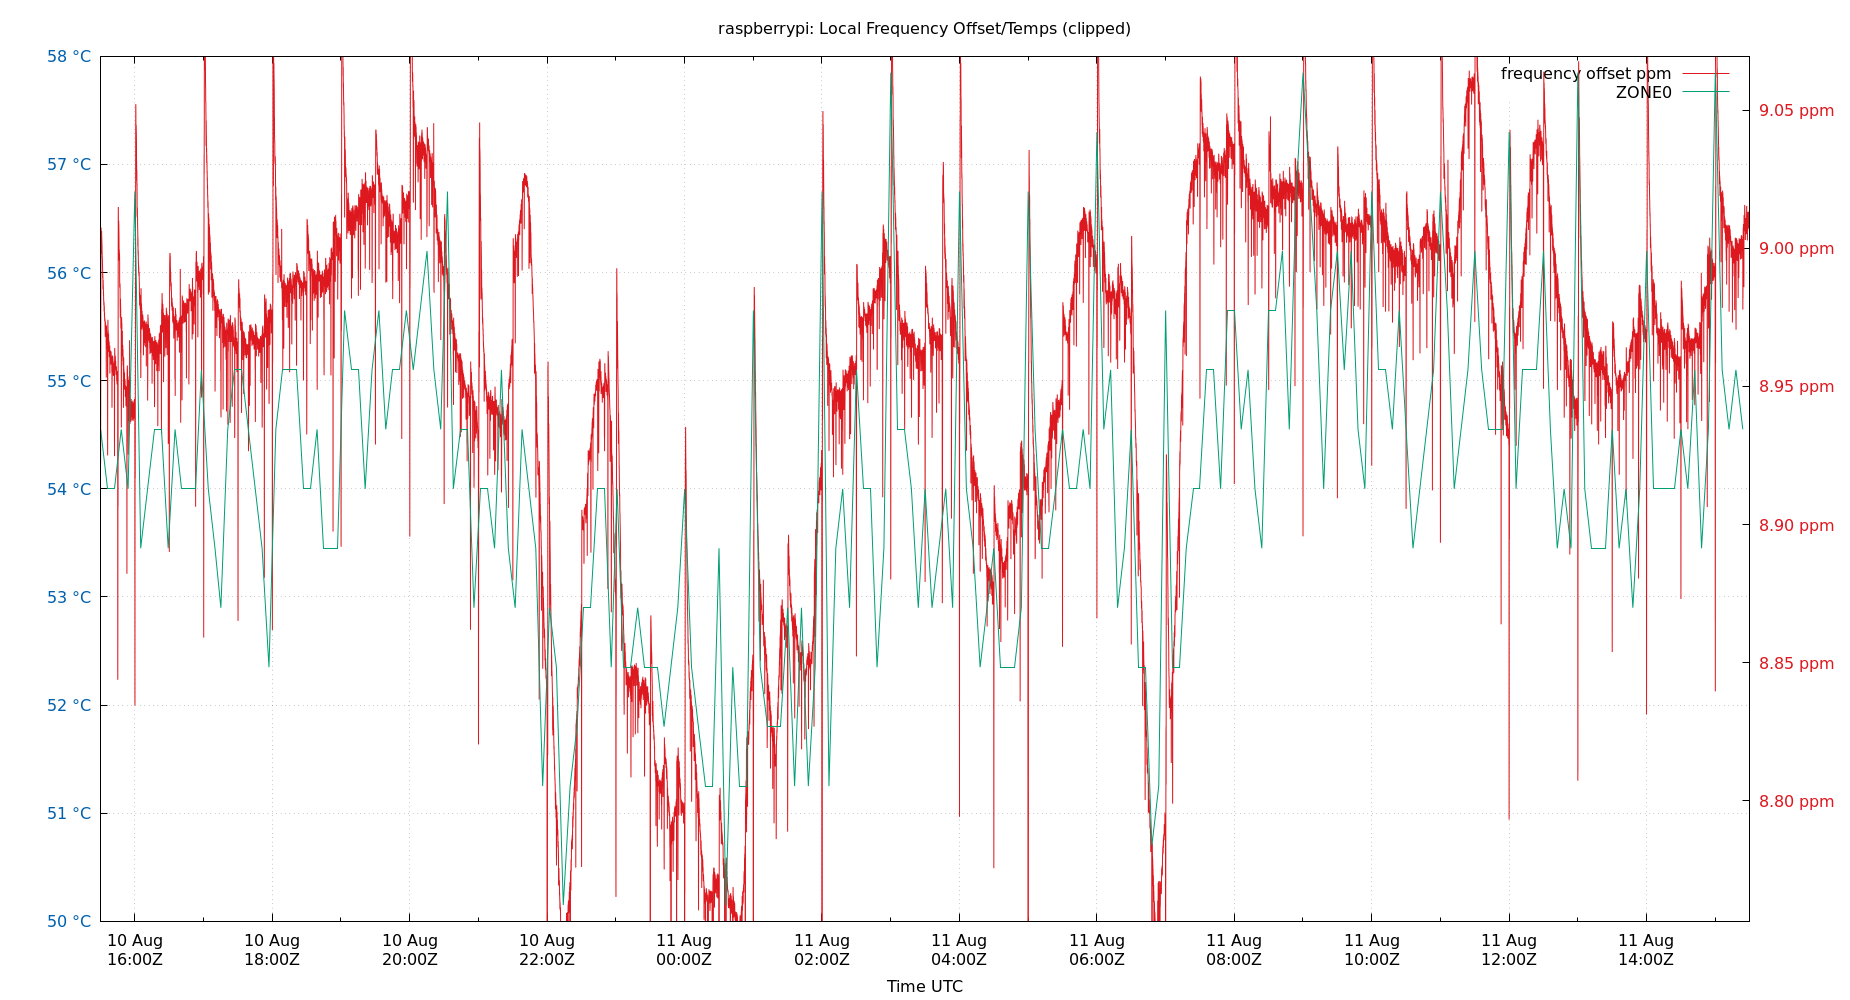 raspberrypi: Local Frequency Offset/Temps (clipped)
58 °C
57 °C
56 °C
55 °C
54 °C
53 °C
52 °C
51 °C
50 °C
frequency offset ppm
ZONE0
9.05 ppm
9.00 ppm
8.95 ppm
8.90 ppm
8.85 ppm
8.80 ppm
10 Aug 10 Aug 10 Aug 10 Aug 11 Aug 11 Aug 11 Aug 11 Aug 11 Aug 11 Aug 11 Aug 11 Aug
16:00Z 18:00Z 20:00Z 22:00Z 00:00Z 02:00Z 04:00Z 06:00Z 08:00Z 10:00Z 12:00Z 14:00Z
Time UTC